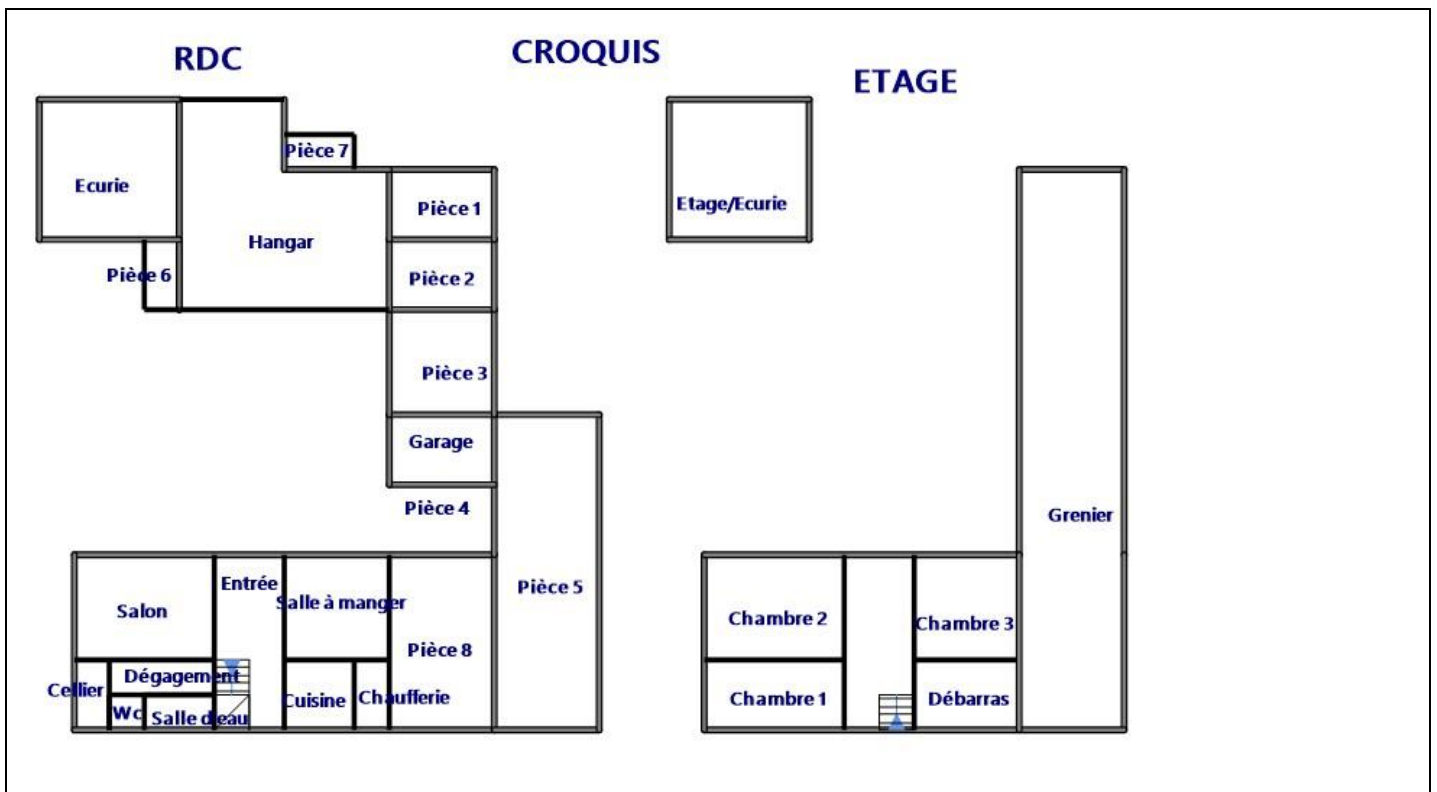 CROQUIS
RDC
ETAGE
Pièce 7
Ecurie
Pièce 1
Hangar
Pièce 6
Pièce 2
Pièce 3
Garage
Pièce 4
Entrée
Pièce 5
Salle à manger
Salon
Pièce 8
Dégagement
Cellier
Cuisine
Chaufferie
Wc
Salle d'eau
Etage/Ecurie
Grenier
Chambre 2
Chambre 3
Chambre 1
Débarras